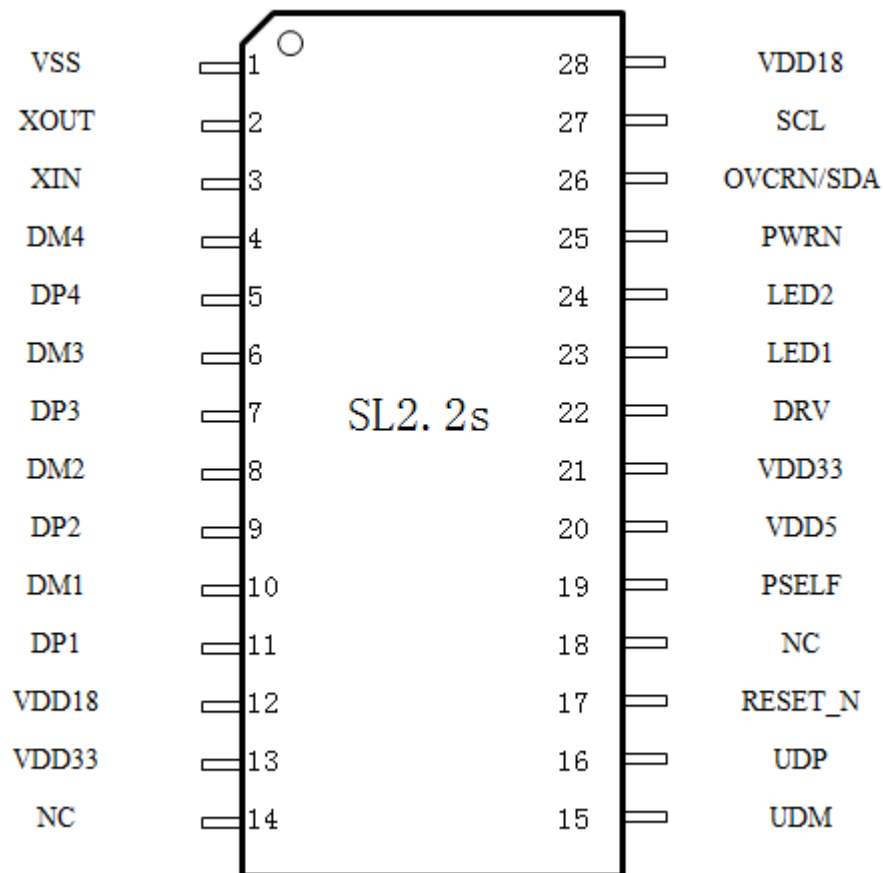 VSS 1 28 VDD18
XOUT 2 27 SCL
XIN 3 26 OVCRN/SDA
DM4 4 25 PWRN
DP4 5 24 LED2
DM3 6 23 LED1
DP3 7 SL2.2s 22 DRV
DM2 8 21 VDD33
DP2 9 20 VDD5
DM1 10 19 PSELF
DP1 11 18 NC
VDD18 12 17 RESET_N
VDD33 13 16 UDP
NC 14 15 UDM